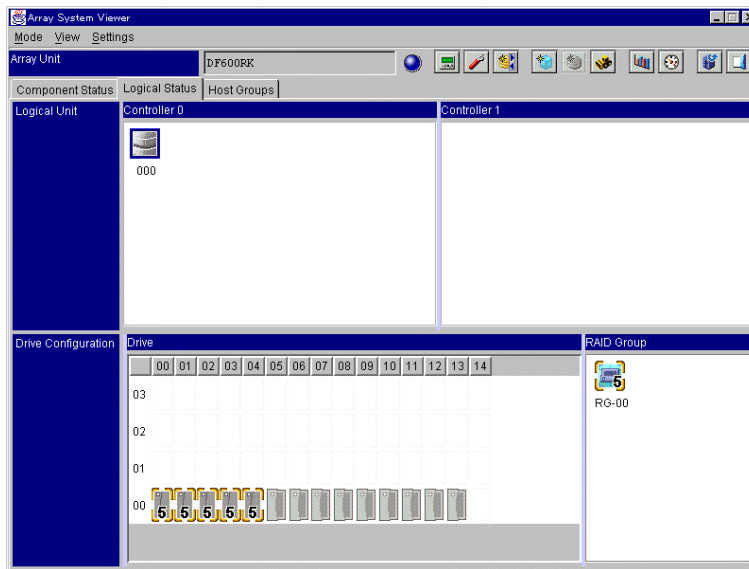 Array System Viewer
Mode View Settings
Array Unit DF600RK
Component Status Logical Status Host Groups
Logical Unit Controller 0 Controller 1
000
Drive Configuration Drive RAID Group
00 01 02 03 04 05 06 07 08 09 10 11 12 13 14
03
02
01
00 5 5 5 5 5
5
RG-00